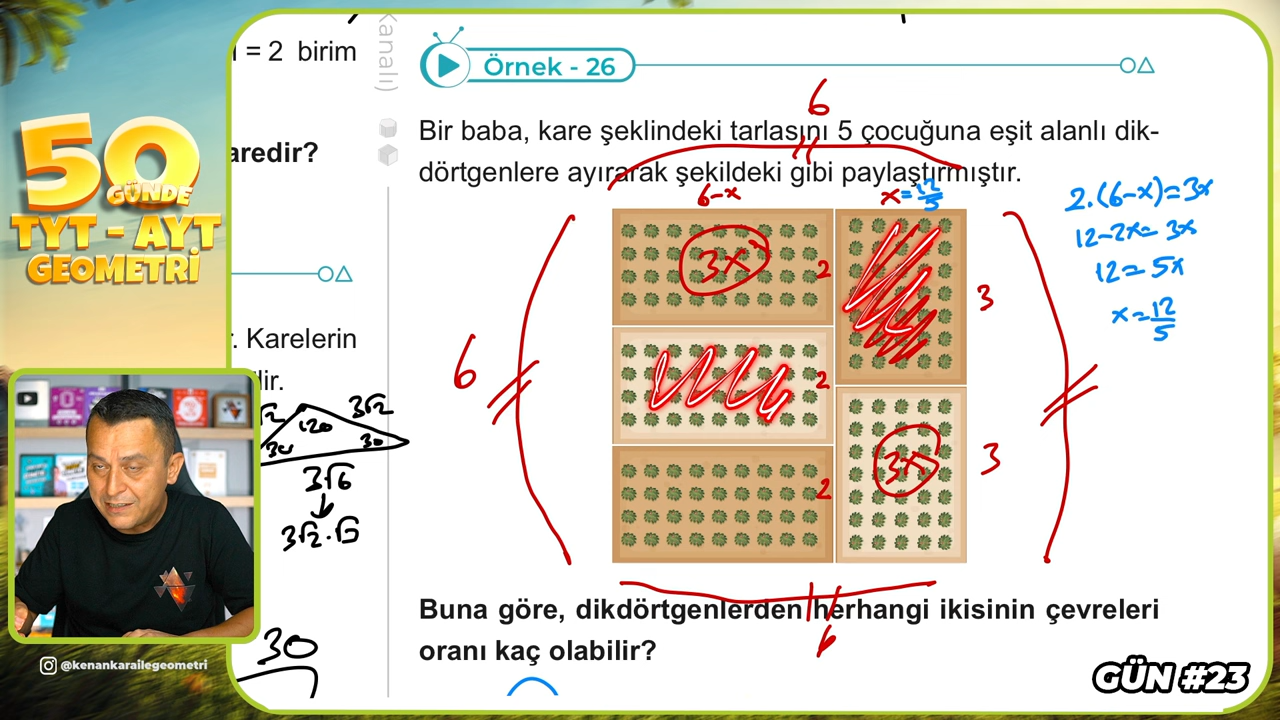 50
GÜNDE
TYT - AYT
GEOMETRİ
= 2 birim
aredir?
. Karelerin
lir.
3√2
120
30
30
3√6
3√2.√3
30
anal)
Örnek - 26
6
Bir baba, kare şeklindeki tarlasını 5 çocuğuna eşit alanlı dik-
dörtgenlere ayırarak şekildeki gibi paylaştırmıştır.
6-x
x=12/5
3x
2
3
6
2
3x
3
2
6
2.(6-x)=3x
12-2x=3x
12=5x
x=12/5
Buna göre, dikdörtgenlerden herhangi ikisinin çevreleri
oranı kaç olabilir?
@kenankarailegeometri
GÜN #23